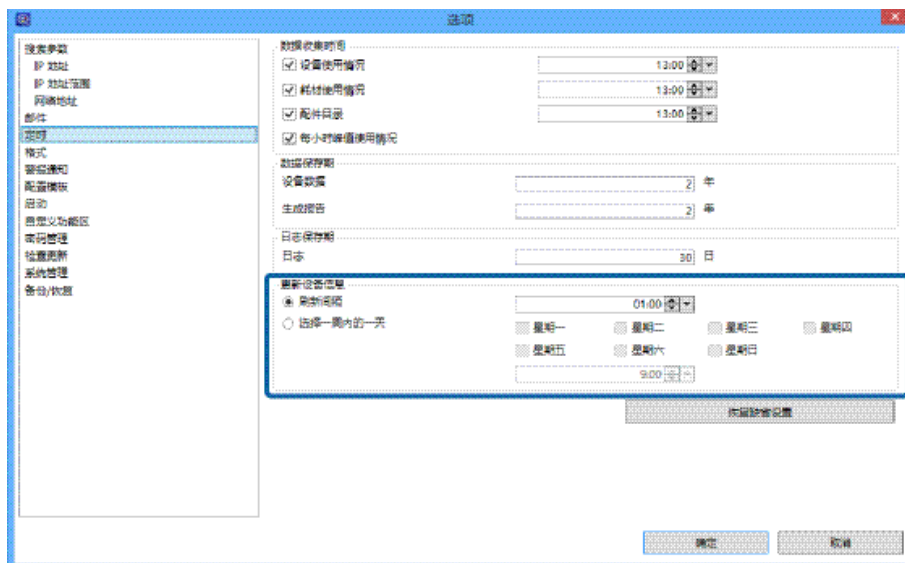 选项
搜索参数
IP 地址
IP 地址范围
网络地址
邮件
定时
格式
警报通知
配置模板
启动
自定义功能区
密码管理
检查更新
系统管理
备份/恢复
数据收集时间
设备使用情况 13:00
耗材使用情况 13:00
配件目录 13:00
每小时峰值使用情况
数据保存期
设备数据 2 年
生成报告 2 年
日志保存期
日志 30 日
更新设备信息
刷新间隔 01:00
选择一周内的一天 星期一 星期二 星期三 星期四
星期五 星期六 星期日
9:00
恢复缺省设置
确定 取消